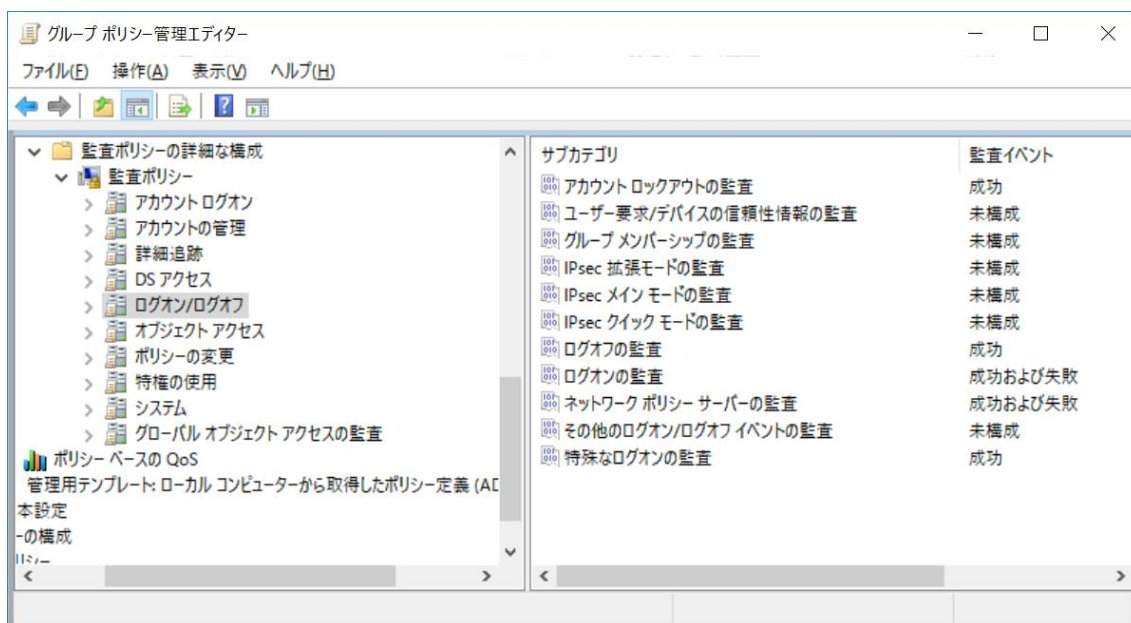 グループ ポリシー管理エディター
ファイル(F) 操作(A) 表示(V) ヘルプ(H)
監査ポリシーの詳細な構成
監査ポリシー
アカウント ログオン
アカウントの管理
詳細追跡
DS アクセス
ログオン/ログオフ
オブジェクト アクセス
ポリシーの変更
特権の使用
システム
グローバル オブジェクト アクセスの監査
ポリシー ベースの QoS
管理用テンプレート: ローカル コンピューターから取得したポリシー定義 (AD
本設定
ーの構成
サブカテゴリ 監査イベント
アカウント ロックアウトの監査 成功
ユーザー要求/デバイスの信頼性情報の監査 未構成
グループ メンバーシップの監査 未構成
IPsec 拡張モードの監査 未構成
IPsec メイン モードの監査 未構成
IPsec クイック モードの監査 未構成
ログオフの監査 成功
ログオンの監査 成功および失敗
ネットワーク ポリシー サーバーの監査 成功および失敗
その他のログオン/ログオフ イベントの監査 未構成
特殊なログオンの監査 成功